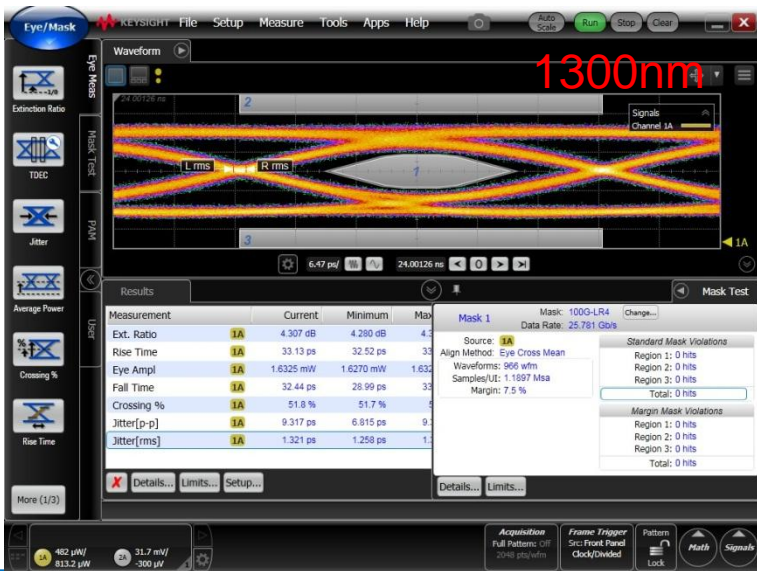 Eye/Mask
KEYSIGHT File Setup Measure Tools Apps Help
Auto Scale
Run
Stop
Clear
Waveform
1300nm
Eye Meas
Mask Test
PAM
User
Extinction Ratio
TDEC
Jitter
Average Power
Crossing %
Rise Time
More (1/3)
24.00126 ns
2
Signals
Channel 1A
L rms
R rms
1
3
1A
6.47 ps/
24.00126 ns
0
Results
Measurement Current Minimum Max
Ext. Ratio 1A 4.307 dB 4.280 dB 4.3
Rise Time 1A 33.13 ps 32.52 ps 33
Eye Ampl 1A 1.6325 mW 1.6270 mW 1.632
Fall Time 1A 32.44 ps 28.99 ps 33
Crossing % 1A 51.8 % 51.7 %
Jitter[p-p] 1A 9.317 ps 6.815 ps 9.
Jitter[rms] 1A 1.321 ps 1.258 ps 1.
Details... Limits... Setup...
Mask Test
Mask 1
Mask: 100G-LR4 Change...
Data Rate: 25.781 Gb/s
Source: 1A
Align Method: Eye Cross Mean
Waveforms: 966 wfm
Samples/UI: 1.1897 Msa
Margin: 7.5 %
Standard Mask Violations
Region 1: 0 hits
Region 2: 0 hits
Region 3: 0 hits
Total: 0 hits
Margin Mask Violations
Region 1: 0 hits
Region 2: 0 hits
Region 3: 0 hits
Total: 0 hits
Details... Limits...
1A 482 µW/
813.2 µW
2A 31.7 mV/
-300 µV
1
Acquisition
Full Pattern: Off
2048 pts/wfm
Frame Trigger
Src: Front Panel
Clock/Divided
Pattern
Lock
Math
Signals